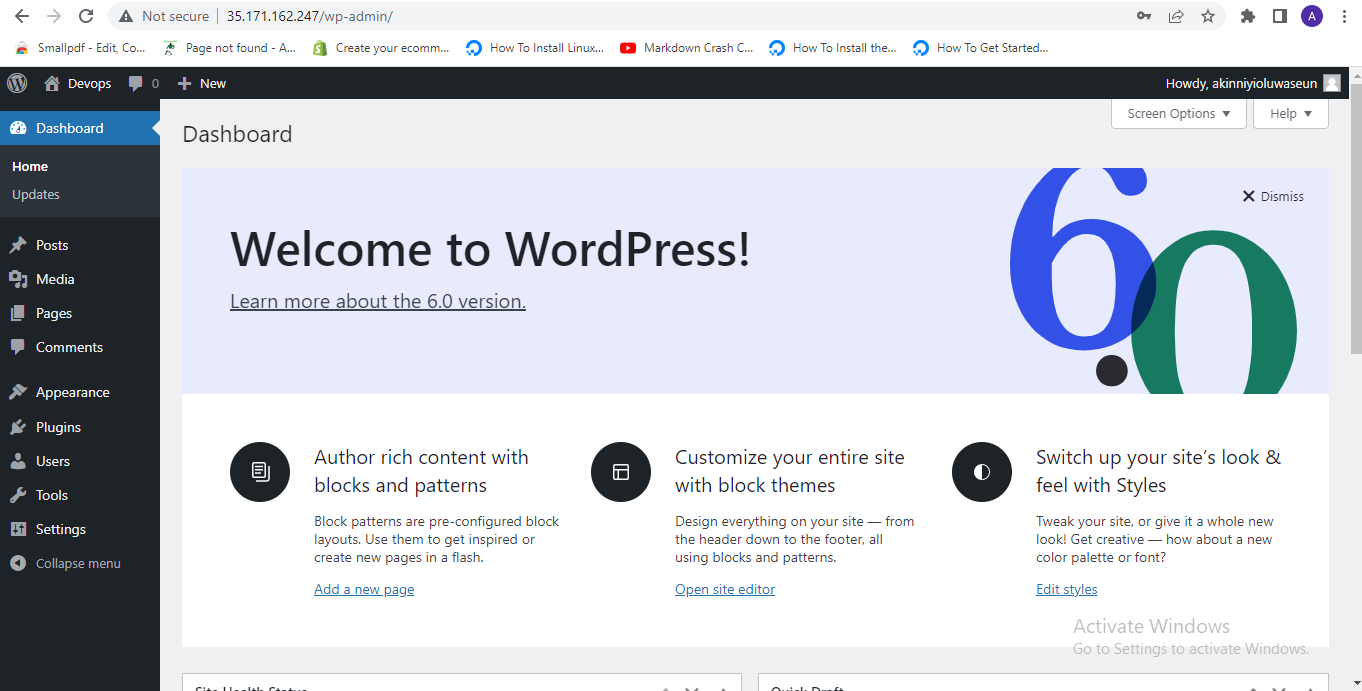 Not secure
35.171.162.247/wp-admin/
A
Smallpdf - Edit, Co...
Page not found - A...
Create your ecomm...
How To Install Linux...
Markdown Crash C...
How To Install the...
How To Get Started...
Devops
0
New
Howdy, akinniyioluwaseun
Dashboard
Home
Updates
Posts
Media
Pages
Comments
Appearance
Plugins
Users
Tools
Settings
Collapse menu
Screen Options
Help
Dashboard
Dismiss
6.0
Welcome to WordPress!
Learn more about the 6.0 version.
Author rich content with
blocks and patterns
Block patterns are pre-configured block
layouts. Use them to get inspired or
create new pages in a flash.
Add a new page
Customize your entire site
with block themes
Design everything on your site — from
the header down to the footer, all
using blocks and patterns.
Open site editor
Switch up your site’s look &
feel with Styles
Tweak your site, or give it a whole new
look! Get creative — how about a new
color palette or font?
Edit styles
Activate Windows
Go to Settings to activate Windows.
Site Health Status
Quick Draft